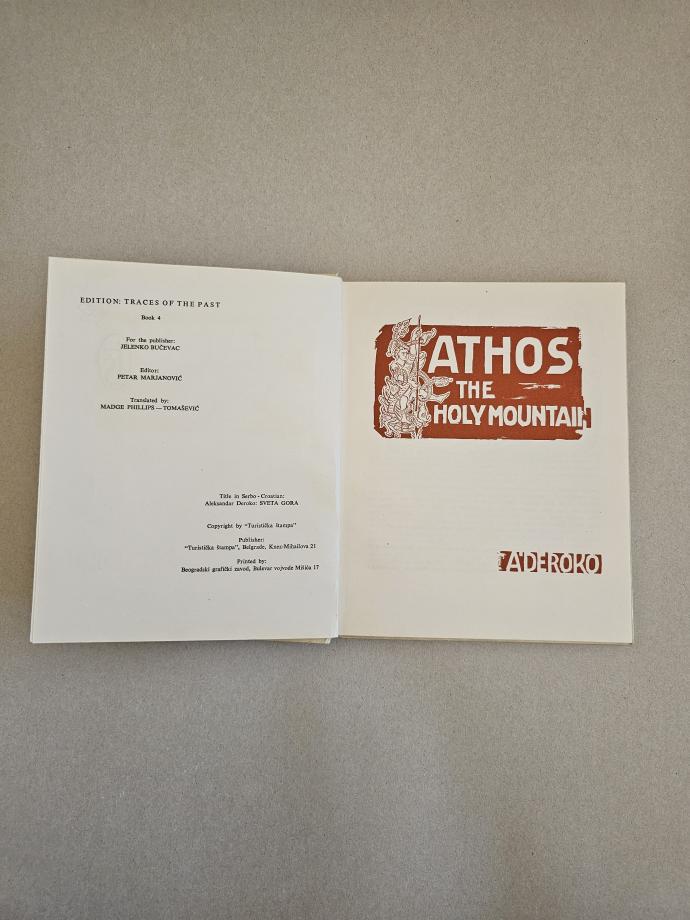 EDITION: TRACES OF THE PAST
Book 4
For the publisher:
JELENKO BUČEVAC
Editor:
PETAR MARJANOVIĆ
Translated by:
MADGE PHILLIPS — TOMAŠEVIĆ
Title in Serbo - Croatian:
Aleksandar Deroko: SVETA GORA
Copyright by "Turistička štampa"
Publisher:
"Turistička štampa", Belgrade, Knez-Mihailova 21
Printed by:
Beogradski grafički zavod, Bulevar vojvode Mišića 17
ATHOS
THE
HOLY MOUNTAIN
A DEROKO